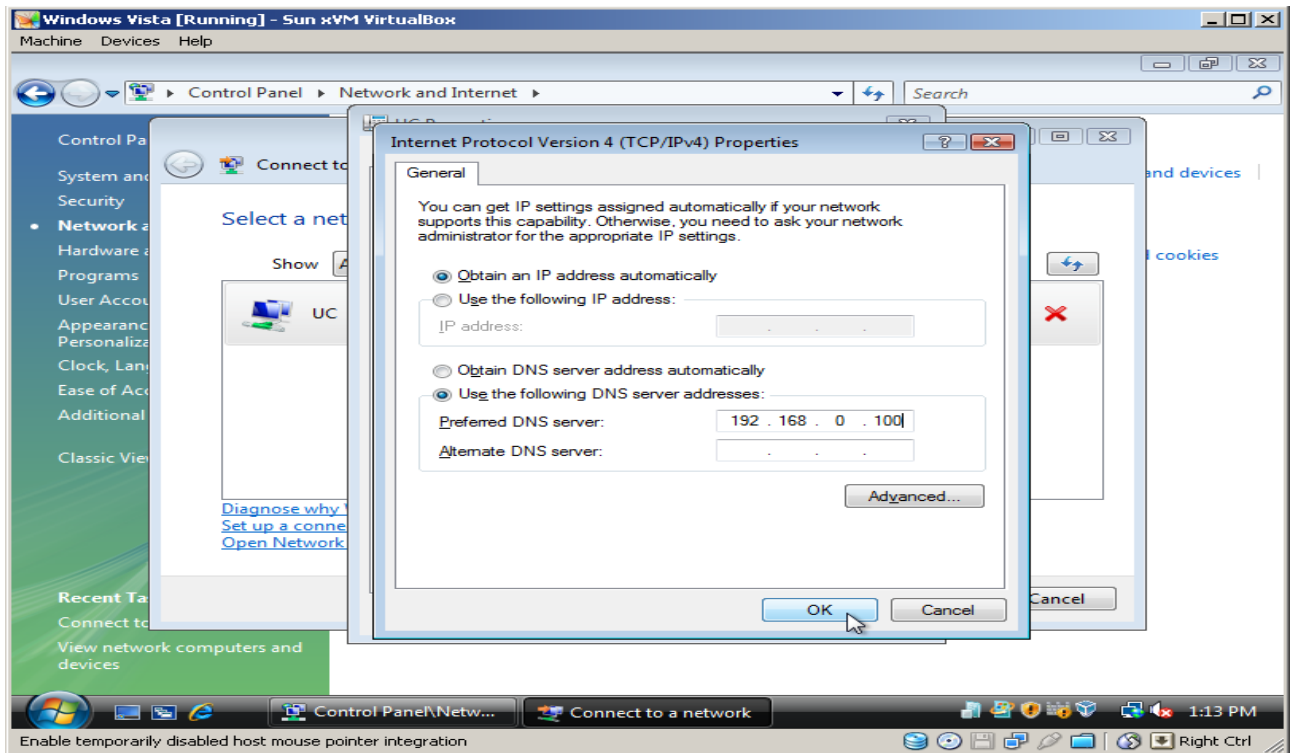 Windows Vista [Running] - Sun xVM VirtualBox
Machine Devices Help
Control Panel Network and Internet
Search
Control Pa
System and
Security
Network a
Hardware a
Programs
User Accou
Appearanc
Personaliza
Clock, Lang
Ease of Acc
Additional
Classic View
Recent Ta
Connect to
View network computers and
devices
Connect to
Select a net
Show A
UC
Diagnose why
Set up a conne
Open Network
Cancel
and devices
cookies
Internet Protocol Version 4 (TCP/IPv4) Properties
General
You can get IP settings assigned automatically if your network
supports this capability. Otherwise, you need to ask your network
administrator for the appropriate IP settings.
Obtain an IP address automatically
Use the following IP address:
IP address: . . .
Obtain DNS server address automatically
Use the following DNS server addresses:
Preferred DNS server: 192 . 168 . 0 . 100
Alternate DNS server: . . .
Advanced...
OK Cancel
Control Panel\Netw... Connect to a network 1:13 PM
Enable temporarily disabled host mouse pointer integration Right Ctrl